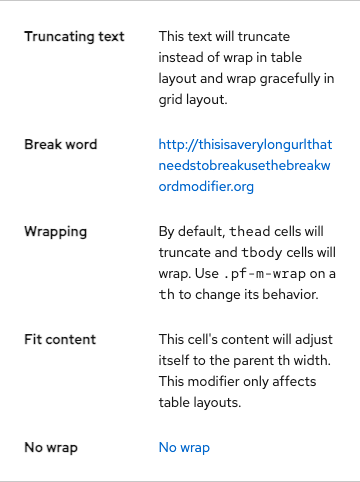 Truncating text
This text will truncate
instead of wrap in table
layout and wrap gracefully in
grid layout.
Break word
http://thisisaverylongurlthat
needstobreakusethebreakw
ordmodifier.org
Wrapping
By default, thead cells will
truncate and tbody cells will
wrap. Use .pf-m-wrap on a
th to change its behavior.
Fit content
This cell's content will adjust
itself to the parent th width.
This modifier only affects
table layouts.
No wrap
No wrap